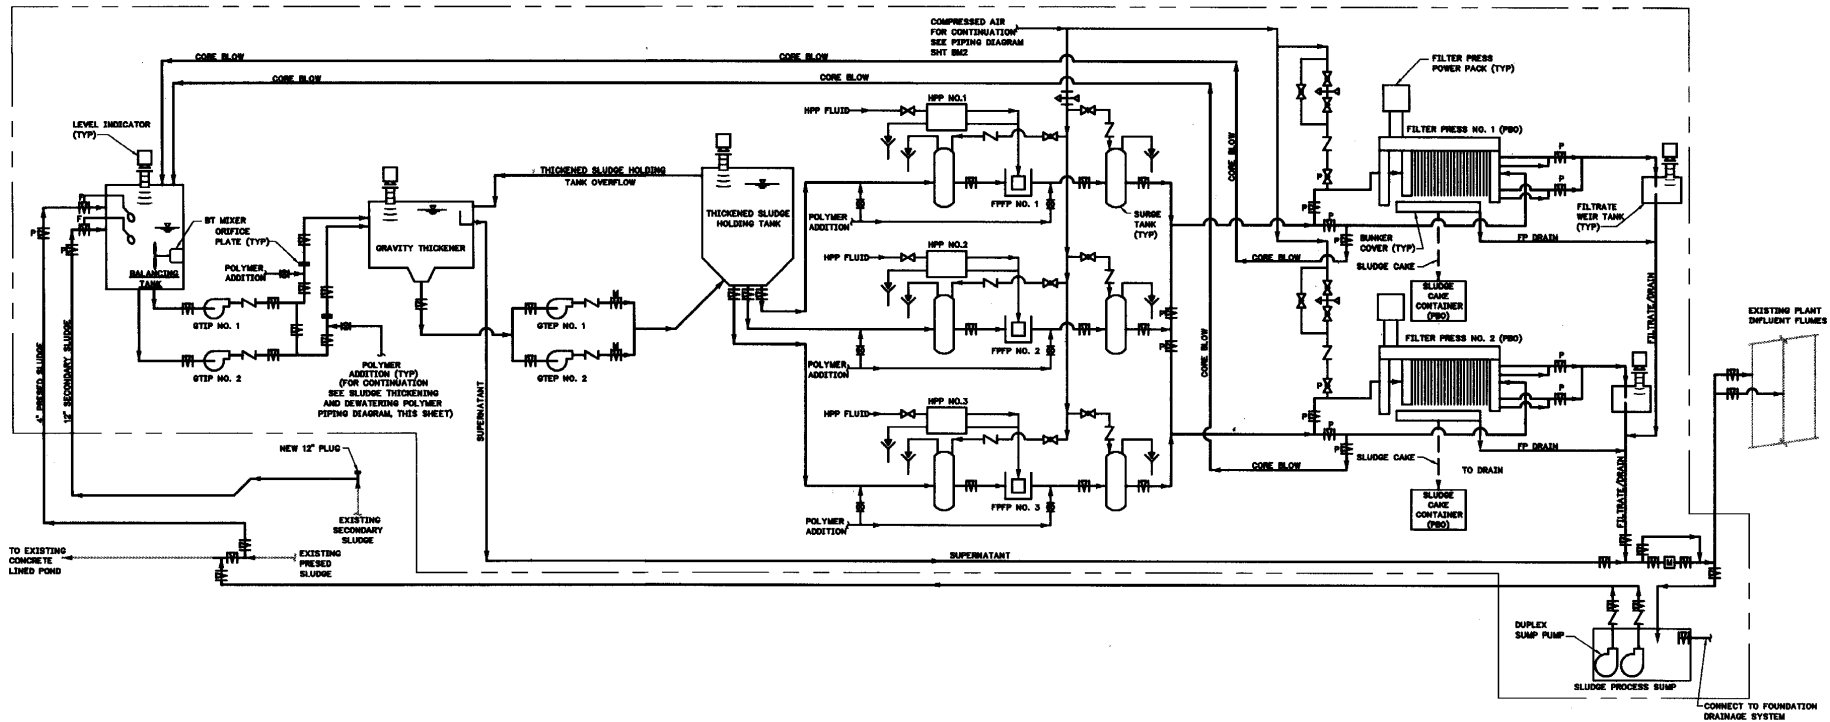 COMPRESSED AIR
FOR CONTINUATION
SEE PIPING DIAGRAM
SHT BM2
CORE BLOW
CORE BLOW
CORE BLOW
CORE BLOW
FILTER PRESS
POWER PACK (TYP)
LEVEL INDICATOR
(TYP)
HPP NO.1
HPP FLUID
FILTER PRESS NO. 1 (PBO)
P
P
P
P
P
THICKENED SLUDGE HOLDING
TANK OVERFLOW
THICKENED SLUDGE
HOLDING TANK
FPFP NO. 1
POLYMER
ADDITION
SURGE
TANK
(TYP)
CORE BLOW
FILTRATE
WEIR TANK
(TYP)
BUNKER
COVER (TYP)
FP DRAIN
SLUDGE CAKE
SLUDGE
CAKE
CONTAINER
(PBO)
CORE BLOW
BT MIXER
ORIFICE
PLATE (TYP)
POLYMER
ADDITION
BALANCING
TANK
GRAVITY THICKENER
GTIP NO. 1
GTIP NO. 2
GTEP NO. 1
GTEP NO. 2
M
M
HPP NO.2
HPP FLUID
FPFP NO. 2
POLYMER
ADDITION
FILTER PRESS NO. 2 (PBO)
P
P
P
P
P
FILTRATE/DRAIN
EXISTING PLANT
INFLUENT FLUMES
POLYMER
ADDITION (TYP)
(FOR CONTINUATION
SEE SLUDGE THICKENING
AND DEWATERING POLYMER
PIPING DIAGRAM, THIS SHEET)
4" PRESED SLUDGE
12" SECONDARY SLUDGE
SUPERNATANT
CORE BLOW
HPP NO.3
HPP FLUID
FPFP NO. 3
POLYMER
ADDITION
CORE BLOW
FP DRAIN
SLUDGE CAKE
TO DRAIN
SLUDGE
CAKE
CONTAINER
(PBO)
FILTRATE/DRAIN
NEW 12" PLUG
EXISTING
SECONDARY
SLUDGE
TO EXISTING
CONCRETE
LINED POND
EXISTING
PRESED
SLUDGE
SUPERNATANT
M
DUPLEX
SUMP PUMP
SLUDGE PROCESS SUMP
CONNECT TO FOUNDATION
DRAINAGE SYSTEM